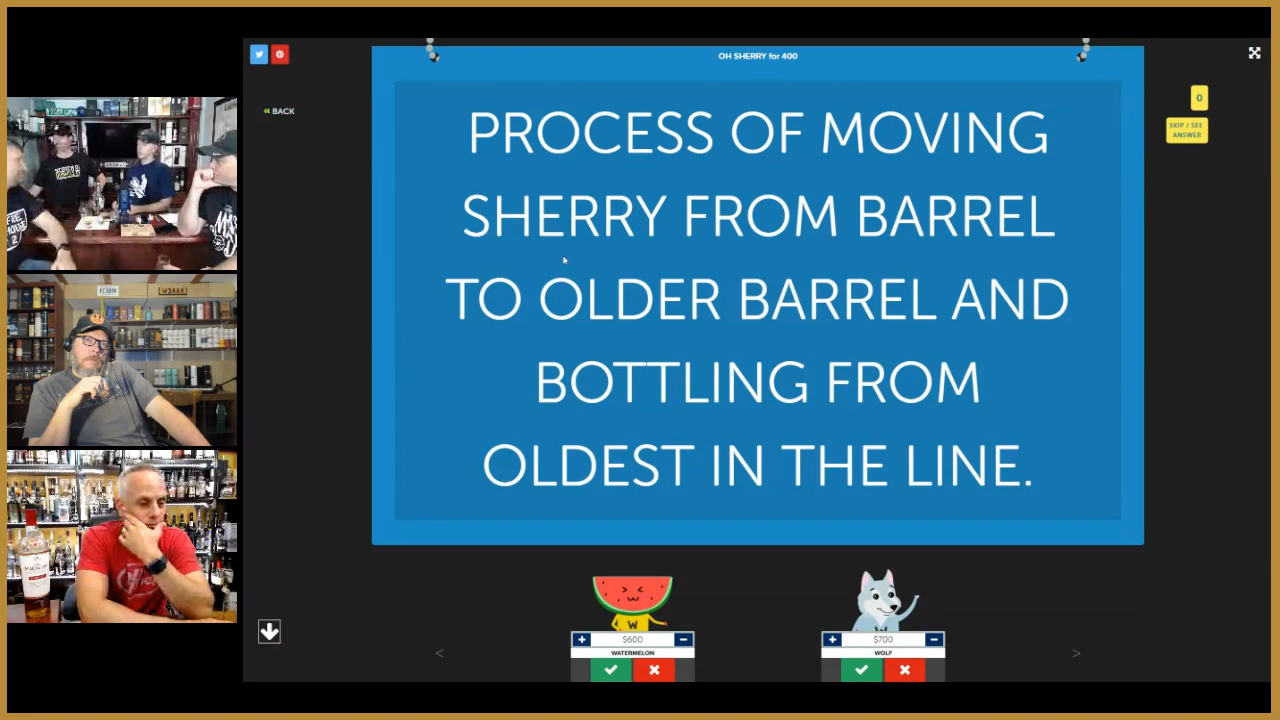 OH SHERRY for 400
« BACK
0
SKIP / SEE
ANSWER
PROCESS OF MOVING
SHERRY FROM BARREL
TO OLDER BARREL AND
BOTTLING FROM
OLDEST IN THE LINE.
W
W
$600
$700
WATERMELON
WOLF
MACALLAN